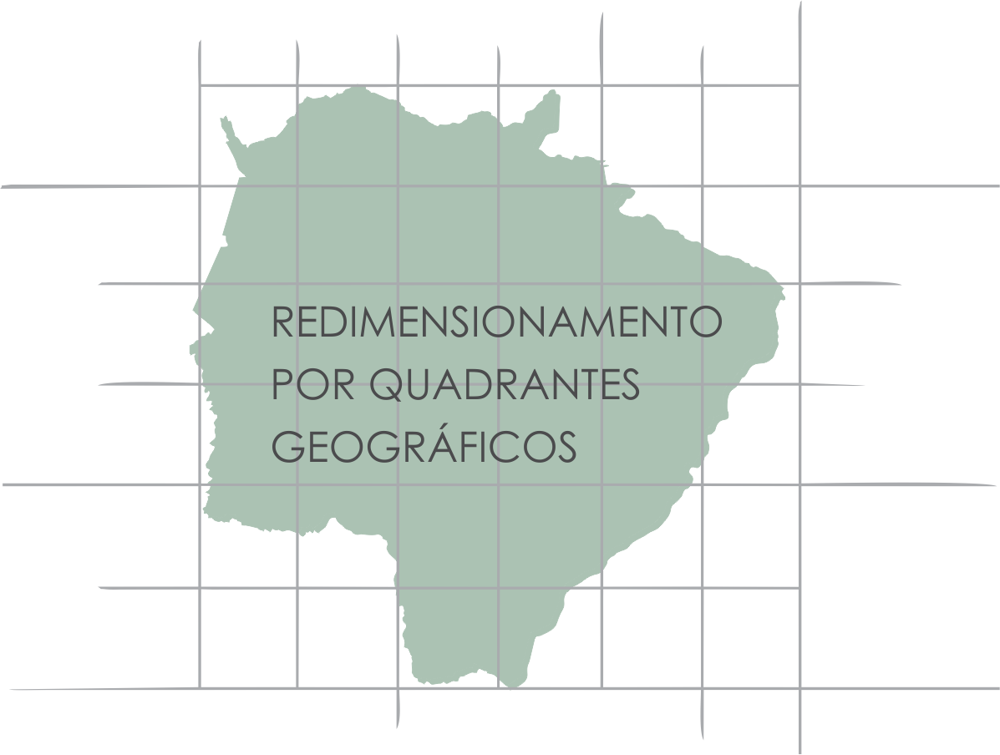 REDIMENSIONAMENTO
POR QUADRANTES
GEOGRÁFICOS